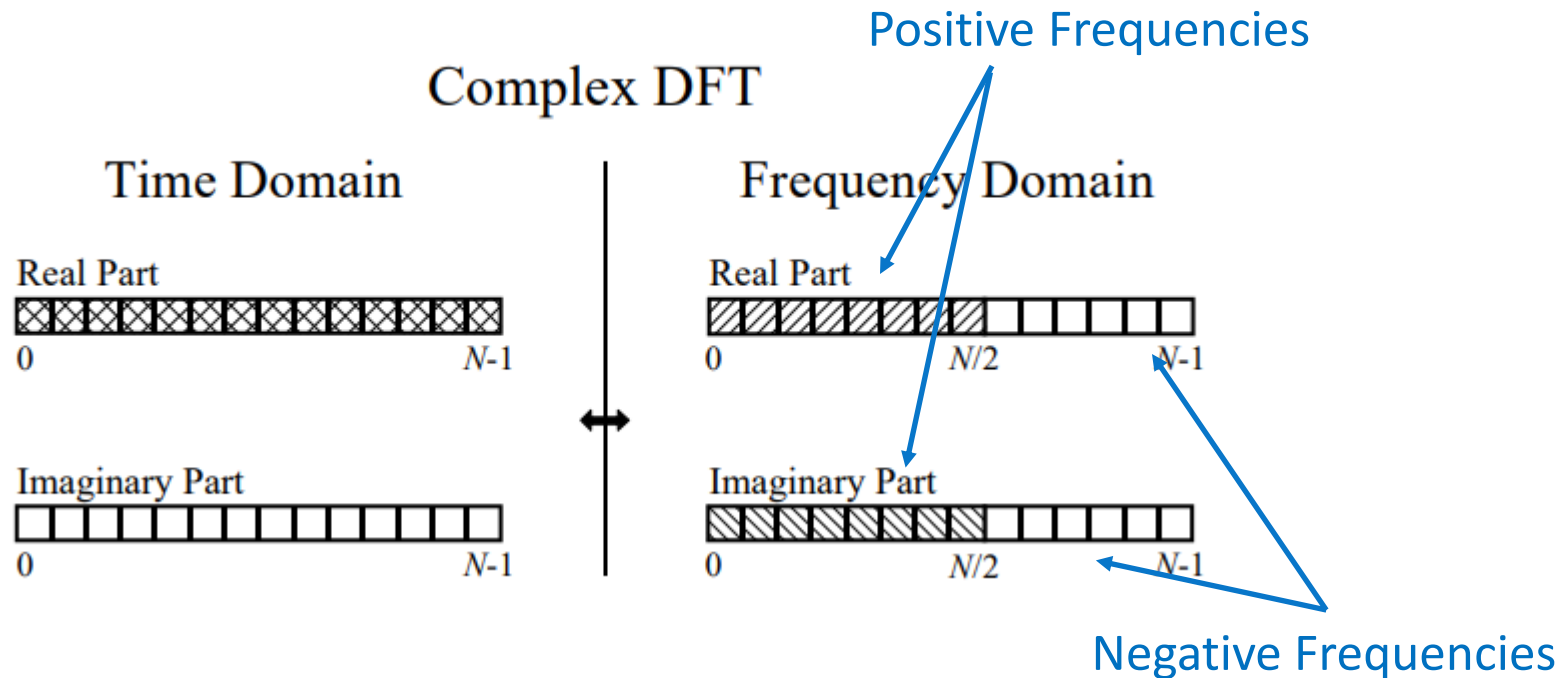 Positive Frequencies
Complex DFT
Time Domain
Frequency Domain
Real Part
0 N-1
Real Part
0 N/2 N-1
Imaginary Part
0 N-1
Imaginary Part
0 N/2 N-1
Negative Frequencies